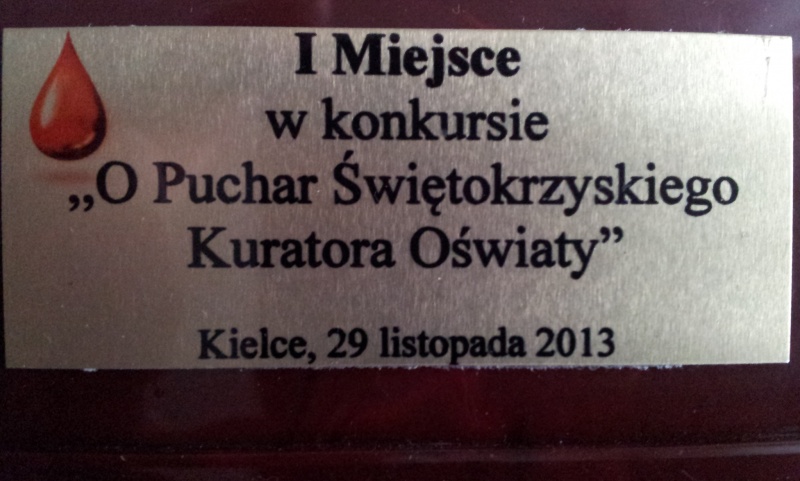 I Miejsce
w konkursie
„O Puchar Świętokrzyskiego
Kuratora Oświaty”
Kielce, 29 listopada 2013